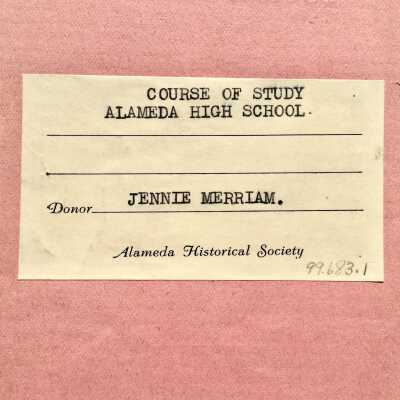 COURSE OF STUDY
ALAMEDA HIGH SCHOOL.
Donor JENNIE MERRIAM.
Alameda Historical Society
99.683.1